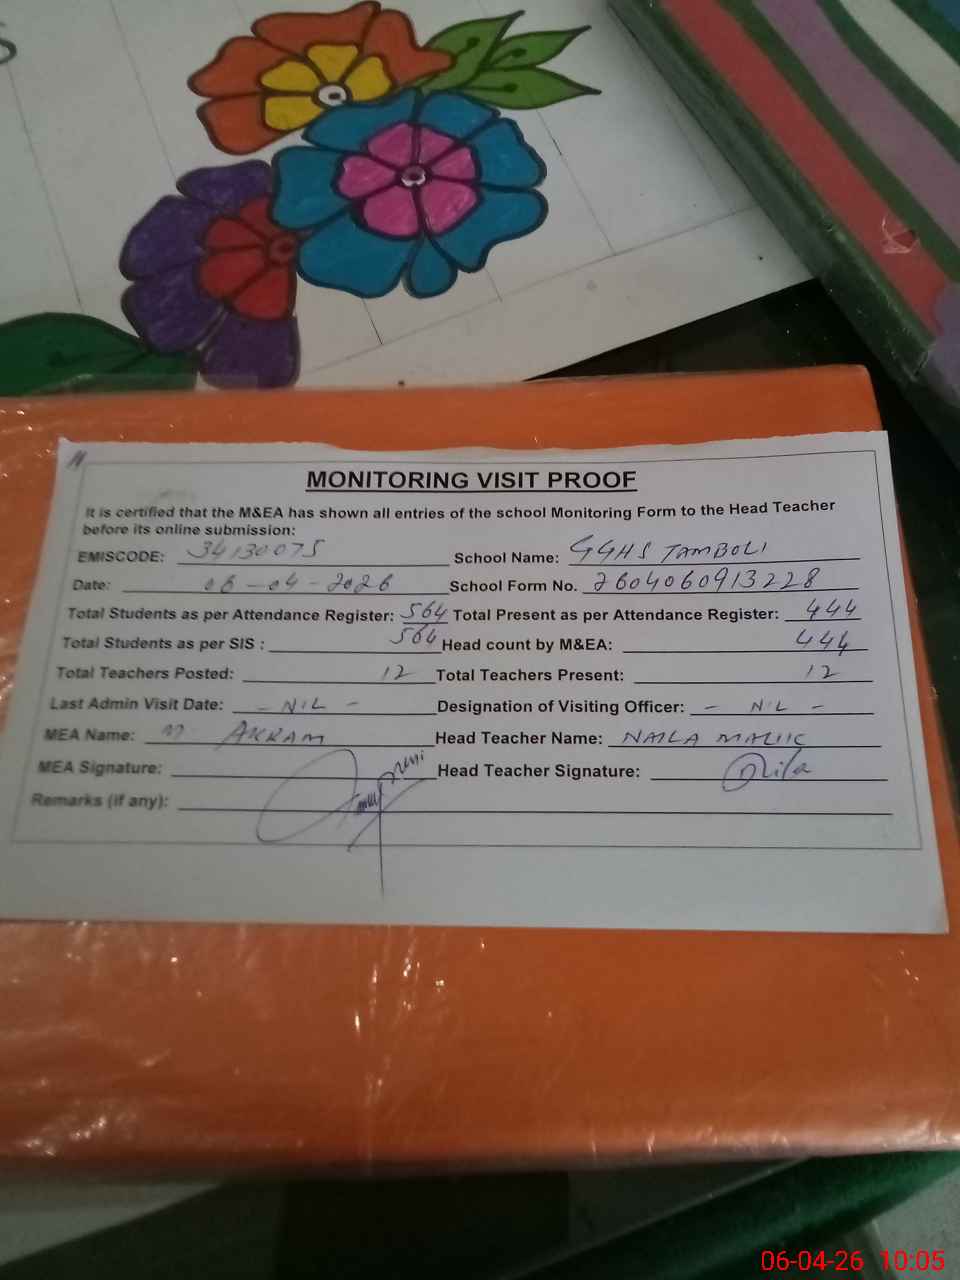 S
MONITORING VISIT PROOF
It is certified that the M&EA has shown all entries of the school Monitoring Form to the Head Teacher
before its online submission:
EMISCODE: 34130075 School Name: GGHS TAMBOLI
Date: 06-04-2026 School Form No. 2604060913228
Total Students as per Attendance Register: 564 Total Present as per Attendance Register: 444
Total Students as per SIS : 564 Head count by M&EA: 444
Total Teachers Posted: 12 Total Teachers Present: 12
Last Admin Visit Date: - NIL - Designation of Visiting Officer: - NIL -
MEA Name: M. AKRAM Head Teacher Name: NAILA MALIK
MEA Signature: Head Teacher Signature: Naila
Remarks (if any):
06-04-26 10:05